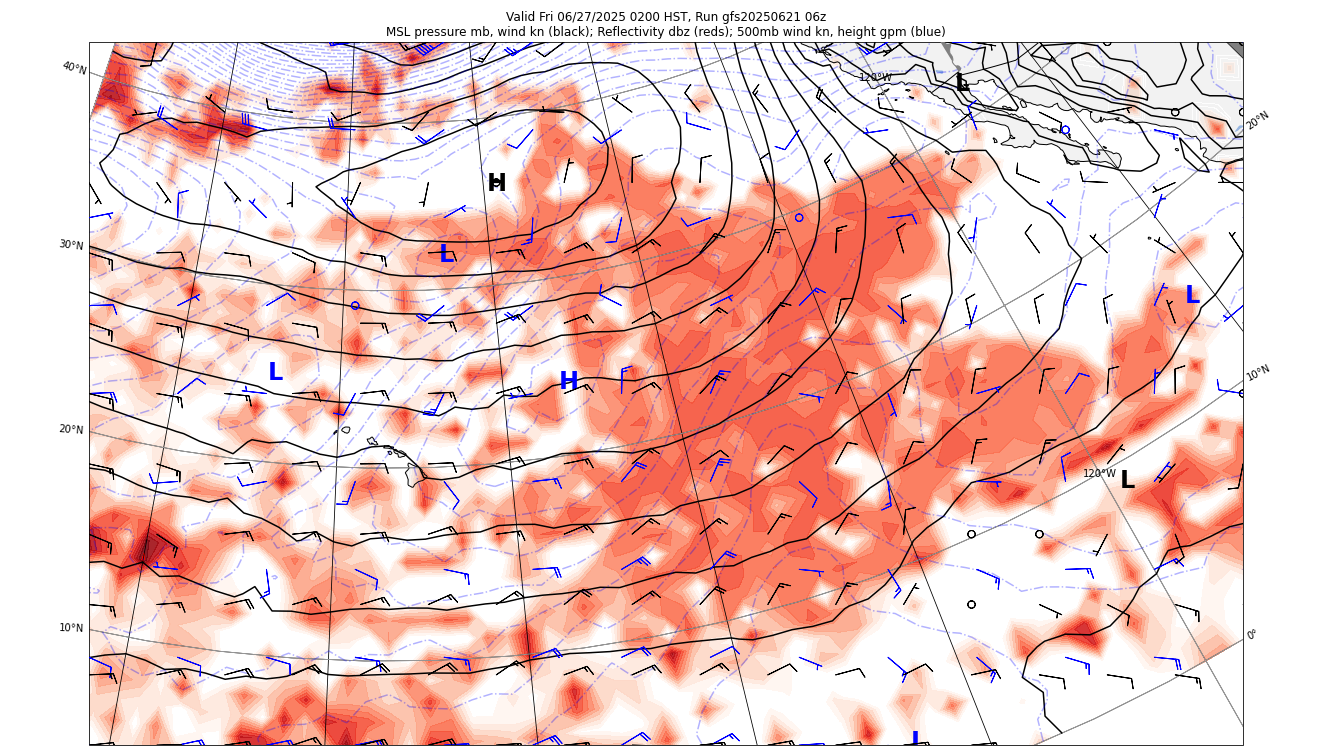 Valid Fri 06/27/2025 0200 HST, Run gfs20250621 06z
MSL pressure mb, wind kn (black); Reflectivity dbz (reds); 500mb wind kn, height gpm (blue)
40°N
120°W
L
20°N
H
30°N
L
L
L
H
10°N
20°N
120°W
L
10°N
0°
L